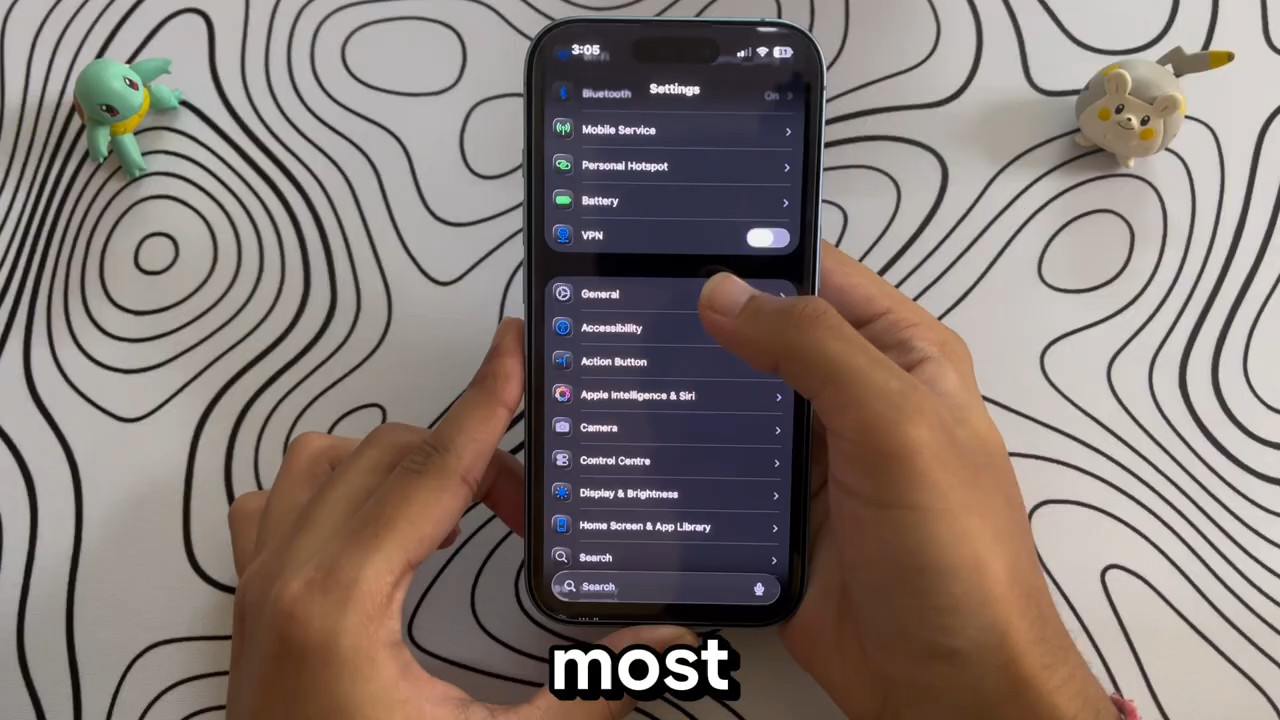 3:05
31
Settings
Bluetooth
On
Mobile Service
Personal Hotspot
Battery
VPN
General
Accessibility
Action Button
Apple Intelligence & Siri
Camera
Control Centre
Display & Brightness
Home Screen & App Library
Search
Search
most